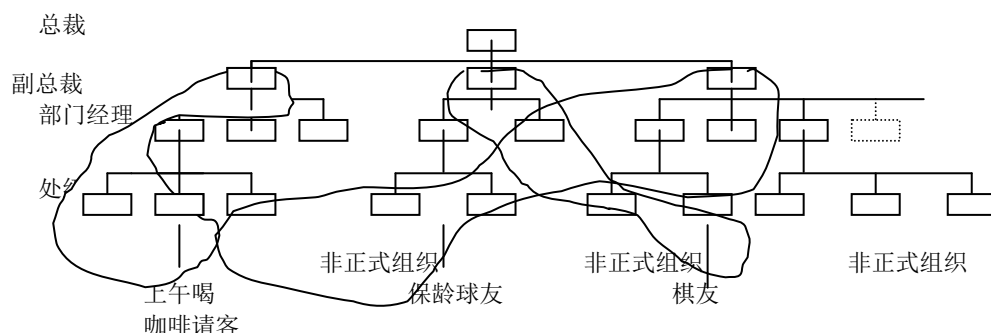 总裁
副总裁
部门经理
处
非正式组织
非正式组织
非正式组织
上午喝
保龄球友
棋友
咖啡请客